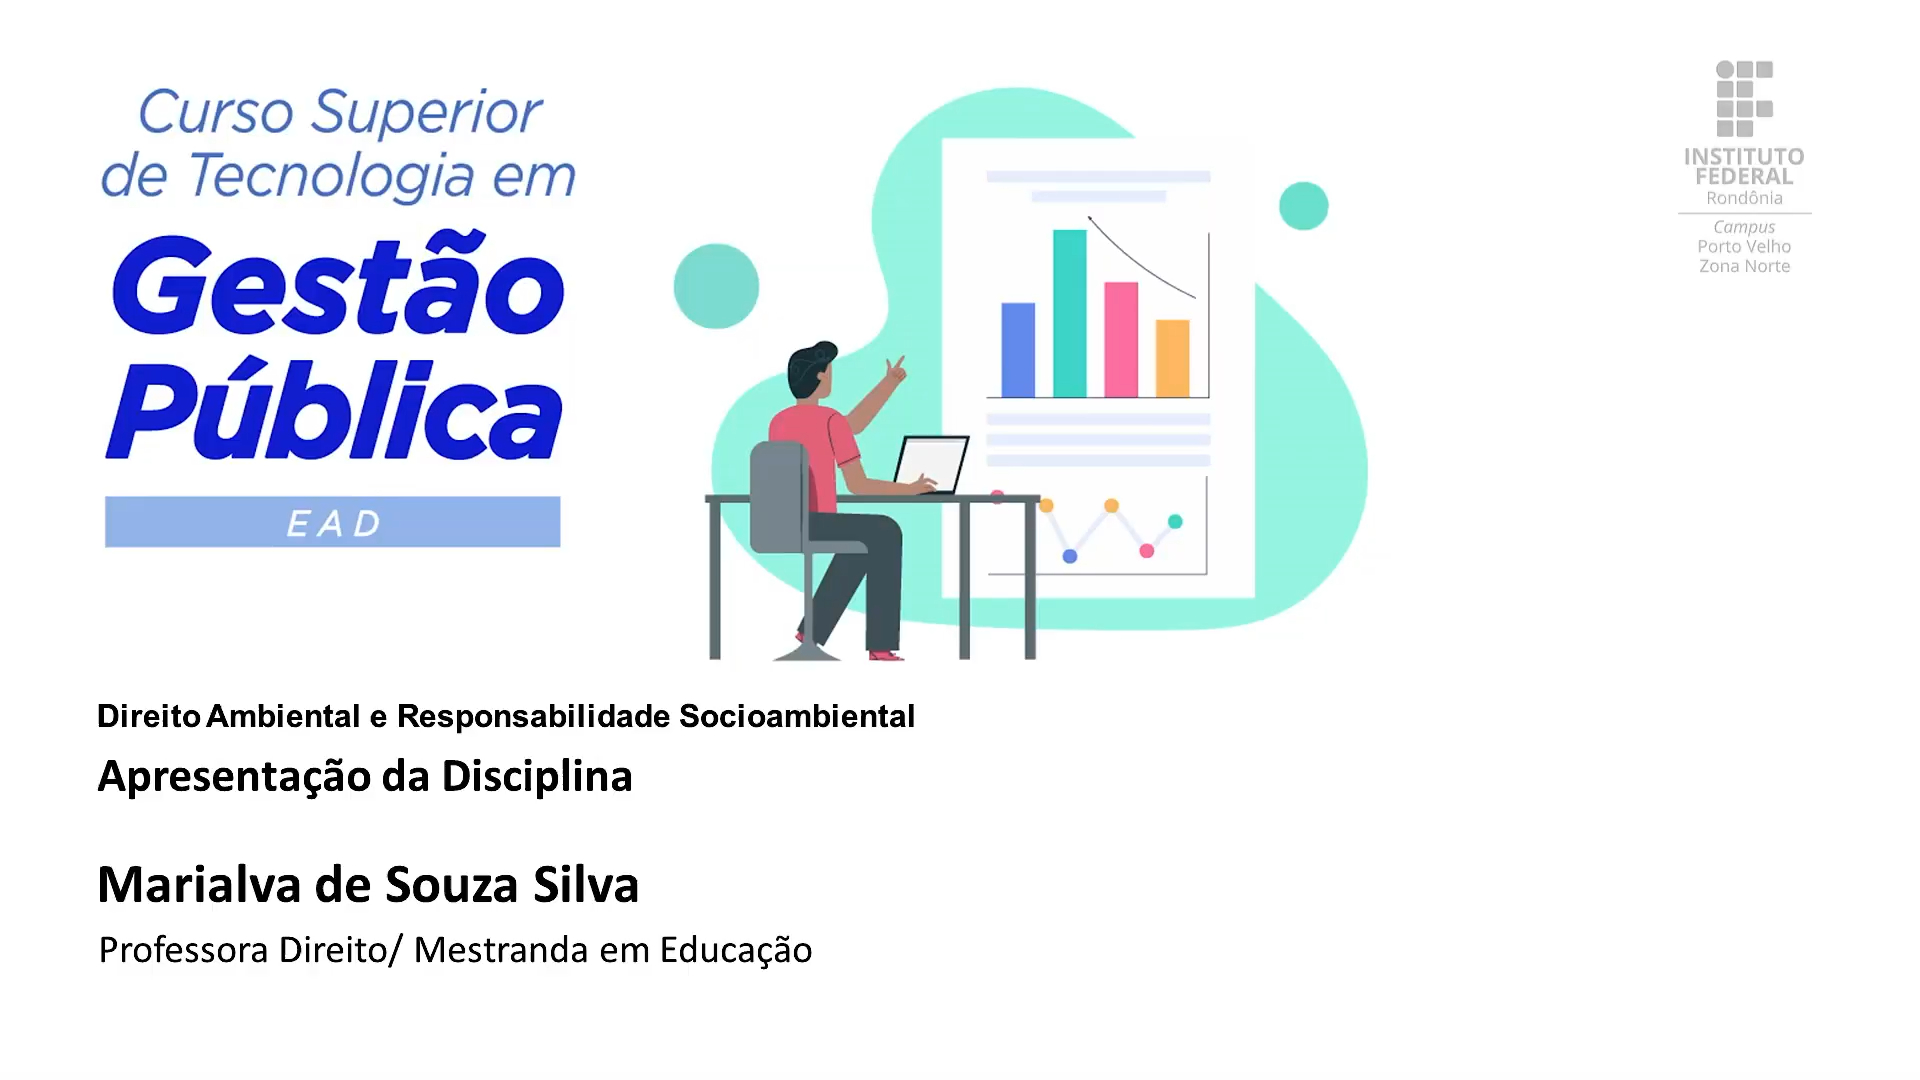 Curso Superior
de Tecnologia em
Gestão
Pública
EAD
INSTITUTO
FEDERAL
Rondônia
Campus
Porto Velho
Zona Norte
Direito Ambiental e Responsabilidade Socioambiental
Apresentação da Disciplina
Marialva de Souza Silva
Professora Direito/ Mestranda em Educação